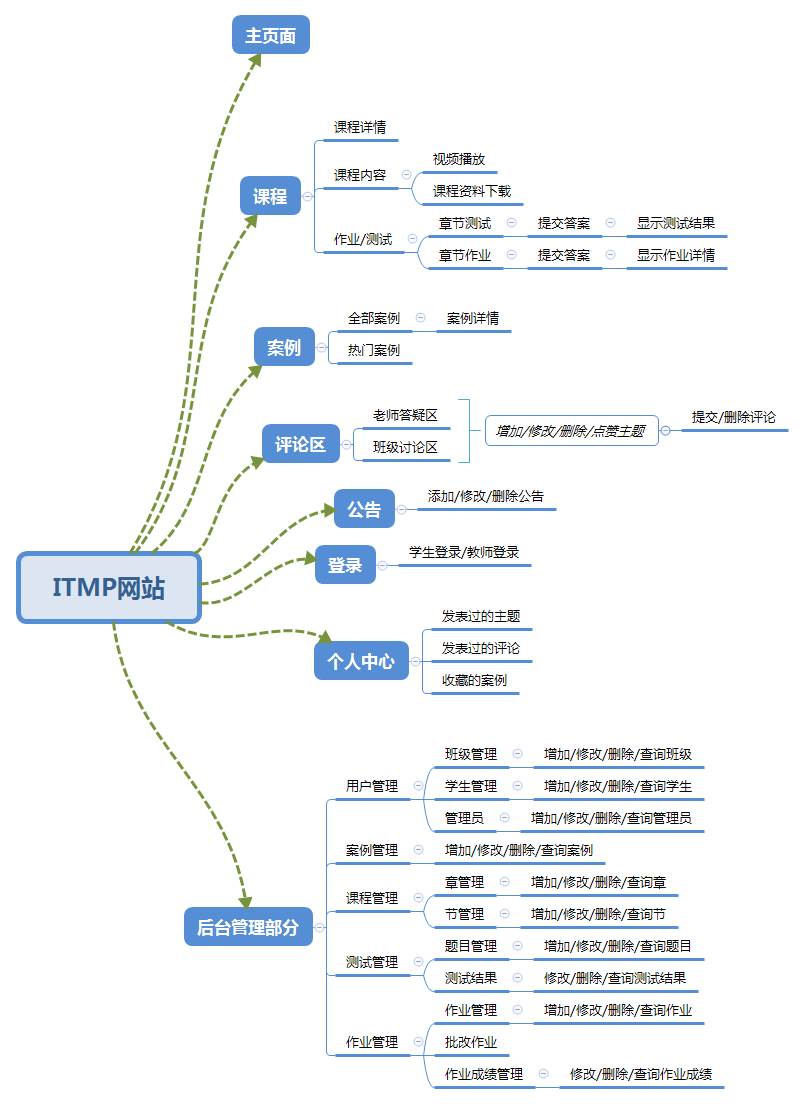 主页面
课程
课程详情
课程内容
视频播放
课程资料下载
作业/测试
章节测试
提交答案
显示测试结果
章节作业
提交答案
显示作业详情
案例
全部案例
案例详情
热门案例
评论区
老师答疑区
班级讨论区
增加/修改/删除/点赞主题
提交/删除评论
公告
添加/修改/删除公告
登录
学生登录/教师登录
ITMP网站
个人中心
发表过的主题
发表过的评论
收藏的案例
后台管理部分
用户管理
班级管理
增加/修改/删除/查询班级
学生管理
增加/修改/删除/查询学生
管理员
增加/修改/删除/查询管理员
案例管理
增加/修改/删除/查询案例
课程管理
章管理
增加/修改/删除/查询章
节管理
增加/修改/删除/查询节
测试管理
题目管理
增加/修改/删除/查询题目
测试结果
修改/删除/查询测试结果
作业管理
作业管理
增加/修改/删除/查询作业
批改作业
作业成绩管理
修改/删除/查询作业成绩